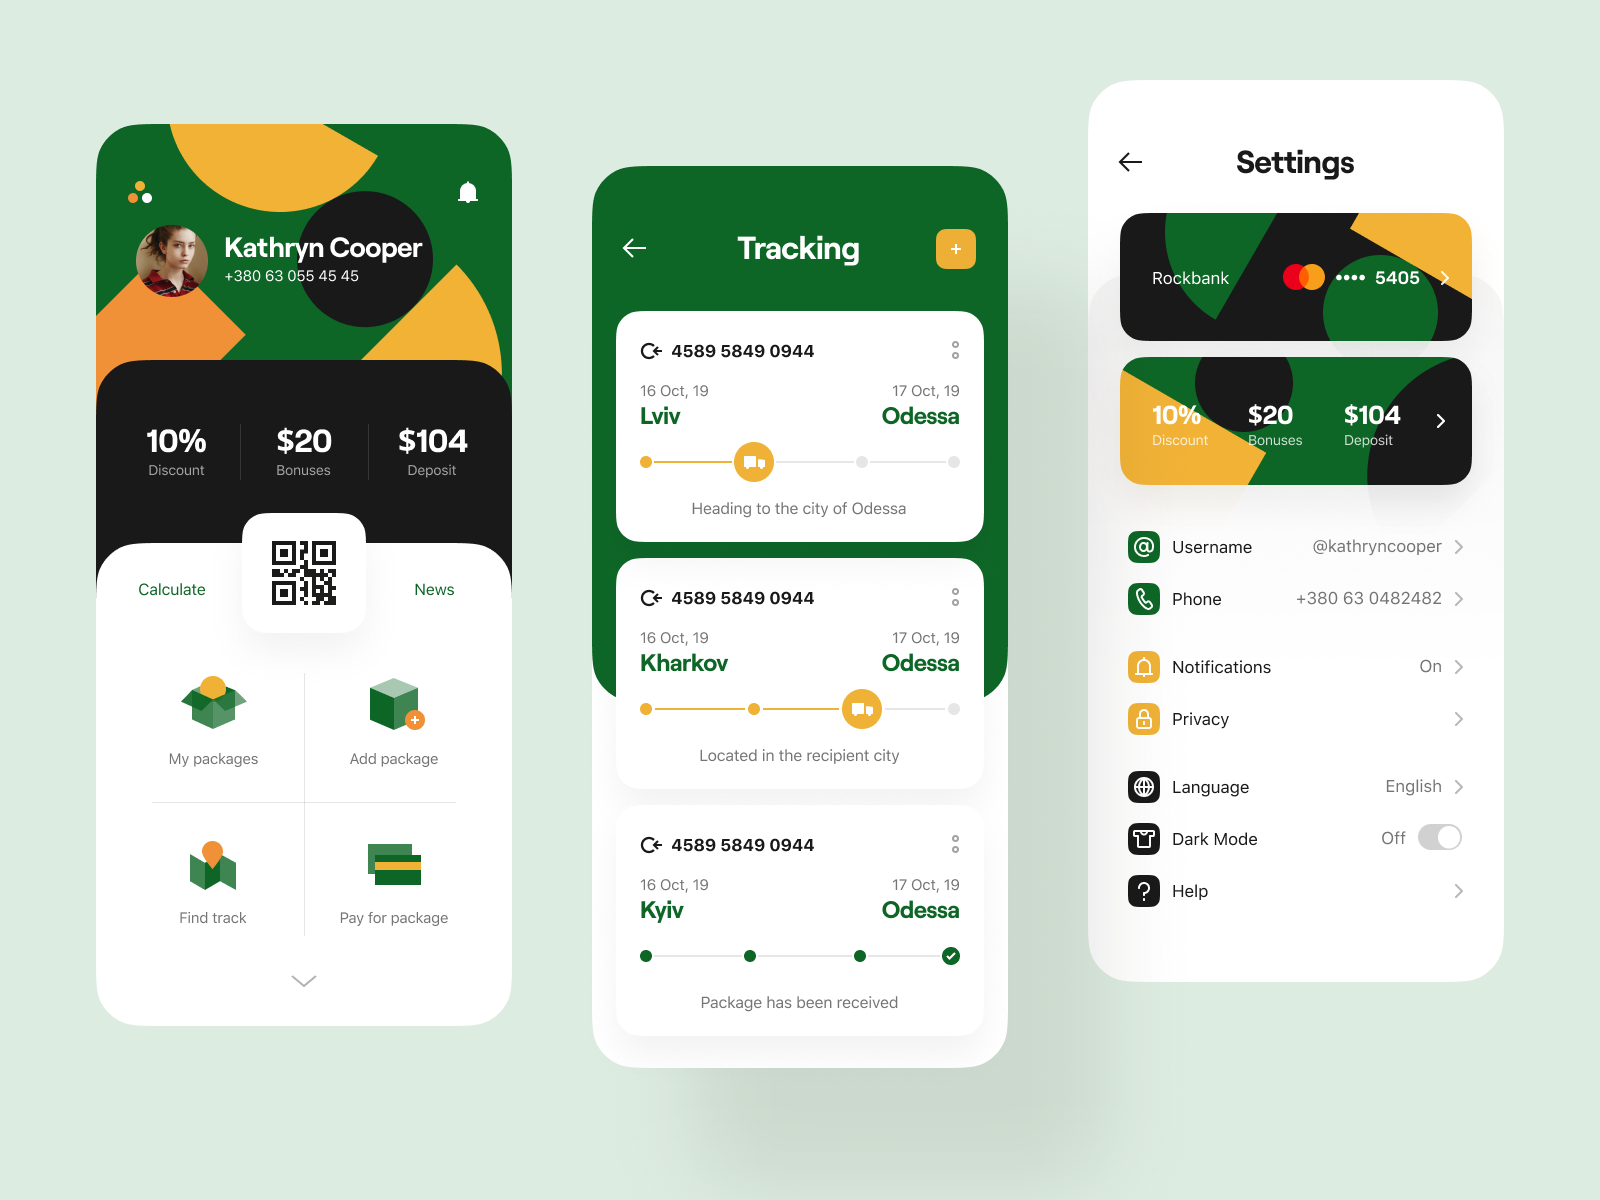 Kathryn Cooper
+380 63 055 45 45
10%
Discount
$20
Bonuses
$104
Deposit
Calculate
News
My packages
Add package
Find track
Pay for package
Tracking
+
4589 5849 0944
16 Oct, 19
17 Oct, 19
Lviv
Odessa
Heading to the city of Odessa
4589 5849 0944
16 Oct, 19
17 Oct, 19
Kharkov
Odessa
Located in the recipient city
4589 5849 0944
16 Oct, 19
17 Oct, 19
Kyiv
Odessa
Package has been received
Settings
Rockbank
•••• 5405
10%
Discount
$20
Bonuses
$104
Deposit
Username
@kathryncooper
Phone
+380 63 0482482
Notifications
On
Privacy
Language
English
Dark Mode
Off
Help